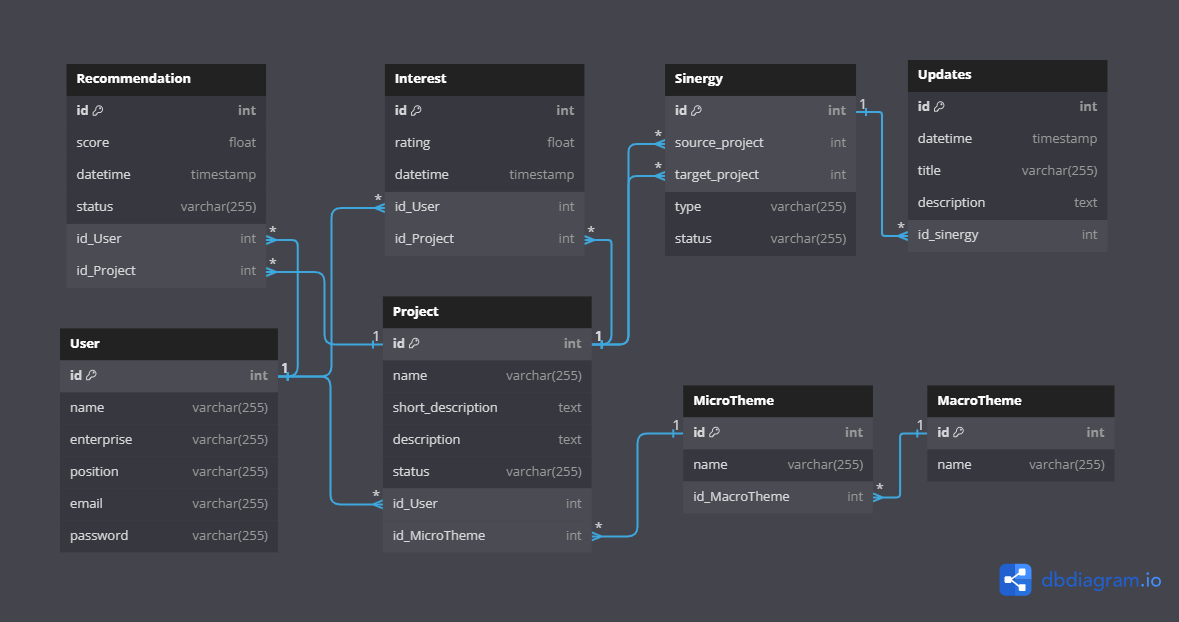 Recommendation
id int
score float
datetime timestamp
status varchar(255)
id_User int *
id_Project int *
Interest
id int
rating float
datetime timestamp
* id_User int
id_Project int *
Sinergy
id int 1
* source_project int
* target_project int
type varchar(255)
status varchar(255)
Updates
id int
datetime timestamp
title varchar(255)
description text
* id_sinergy int
User
id int 1
name varchar(255)
enterprise varchar(255)
position varchar(255)
email varchar(255)
password varchar(255)
Project
1 id int 1
name varchar(255)
short_description text
description text
status varchar(255)
* id_User int
id_MicroTheme int *
MicroTheme
1 id int
name varchar(255)
id_MacroTheme int *
MacroTheme
1 id int
name varchar(255)
dbdiagram.io